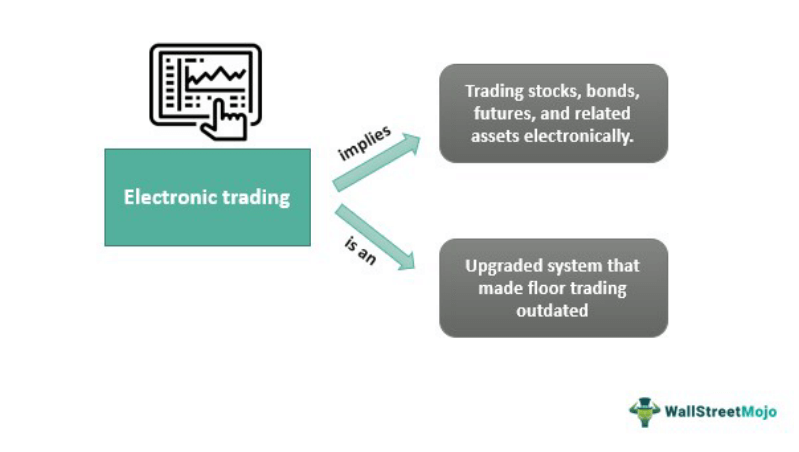 Electronic trading
implies
Trading stocks, bonds,
futures, and related
assets electronically.
is an
Upgraded system that
made floor trading
outdated
WallStreetMojo